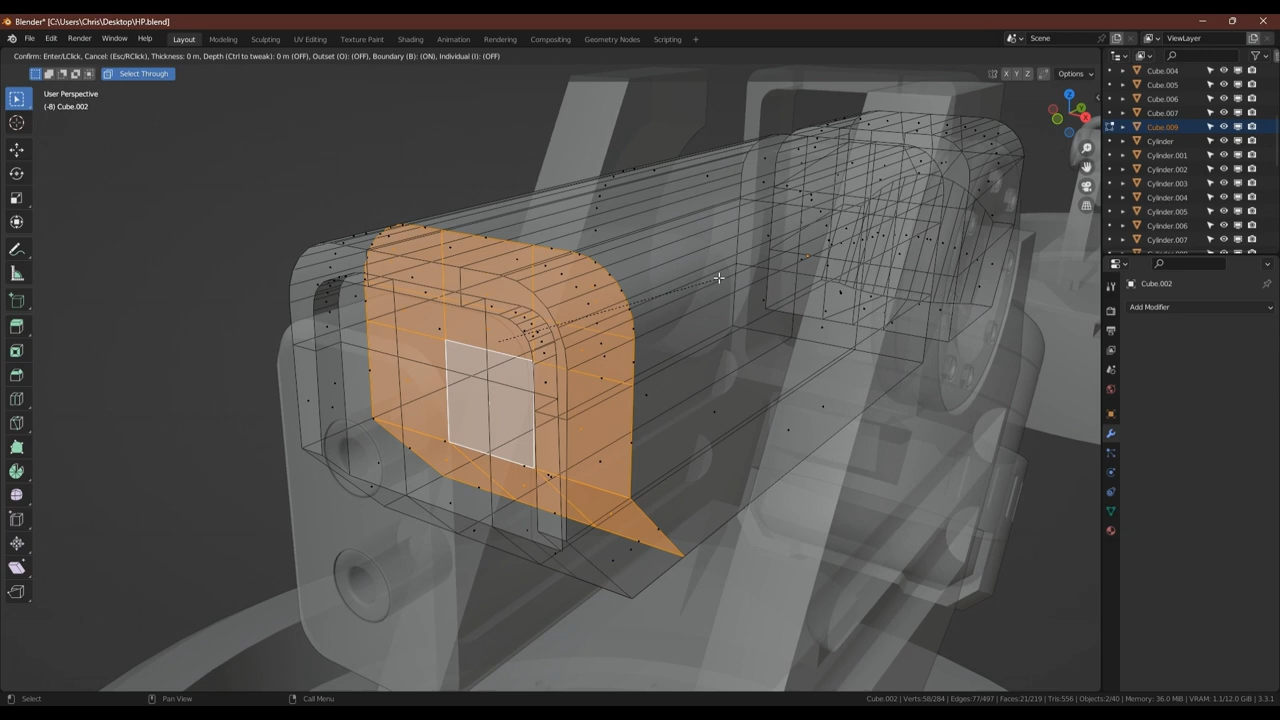 Blender* [C:\Users\Chris\Desktop\HP.blend]
File Edit Render Window Help Layout Modeling Sculpting UV Editing Texture Paint Shading Animation Rendering Compositing Geometry Nodes Scripting + Scene ViewLayer
Confirm: Enter/LClick, Cancel: (Esc/RClick), Thickness: 0 m, Depth (Ctrl to tweak): 0 m (OFF), Outset (O): (OFF), Boundary (B): (ON), Individual (I): (OFF)
Select Through X Y Z Options
User Perspective
(-8) Cube.002
Z
Y
X
Cube.004
Cube.005
Cube.006
Cube.007
Cube.009
Cylinder
Cylinder.001
Cylinder.002
Cylinder.003
Cylinder.004
Cylinder.005
Cylinder.006
Cylinder.007
Cube.002
Add Modifier
Select Pan View Call Menu Cube.002 | Verts:58/284 | Edges:77/497 | Faces:21/219 | Tris:556 | Objects:2/40 | Memory: 36.0 MiB | VRAM: 1.1/12.0 GiB | 3.3.1